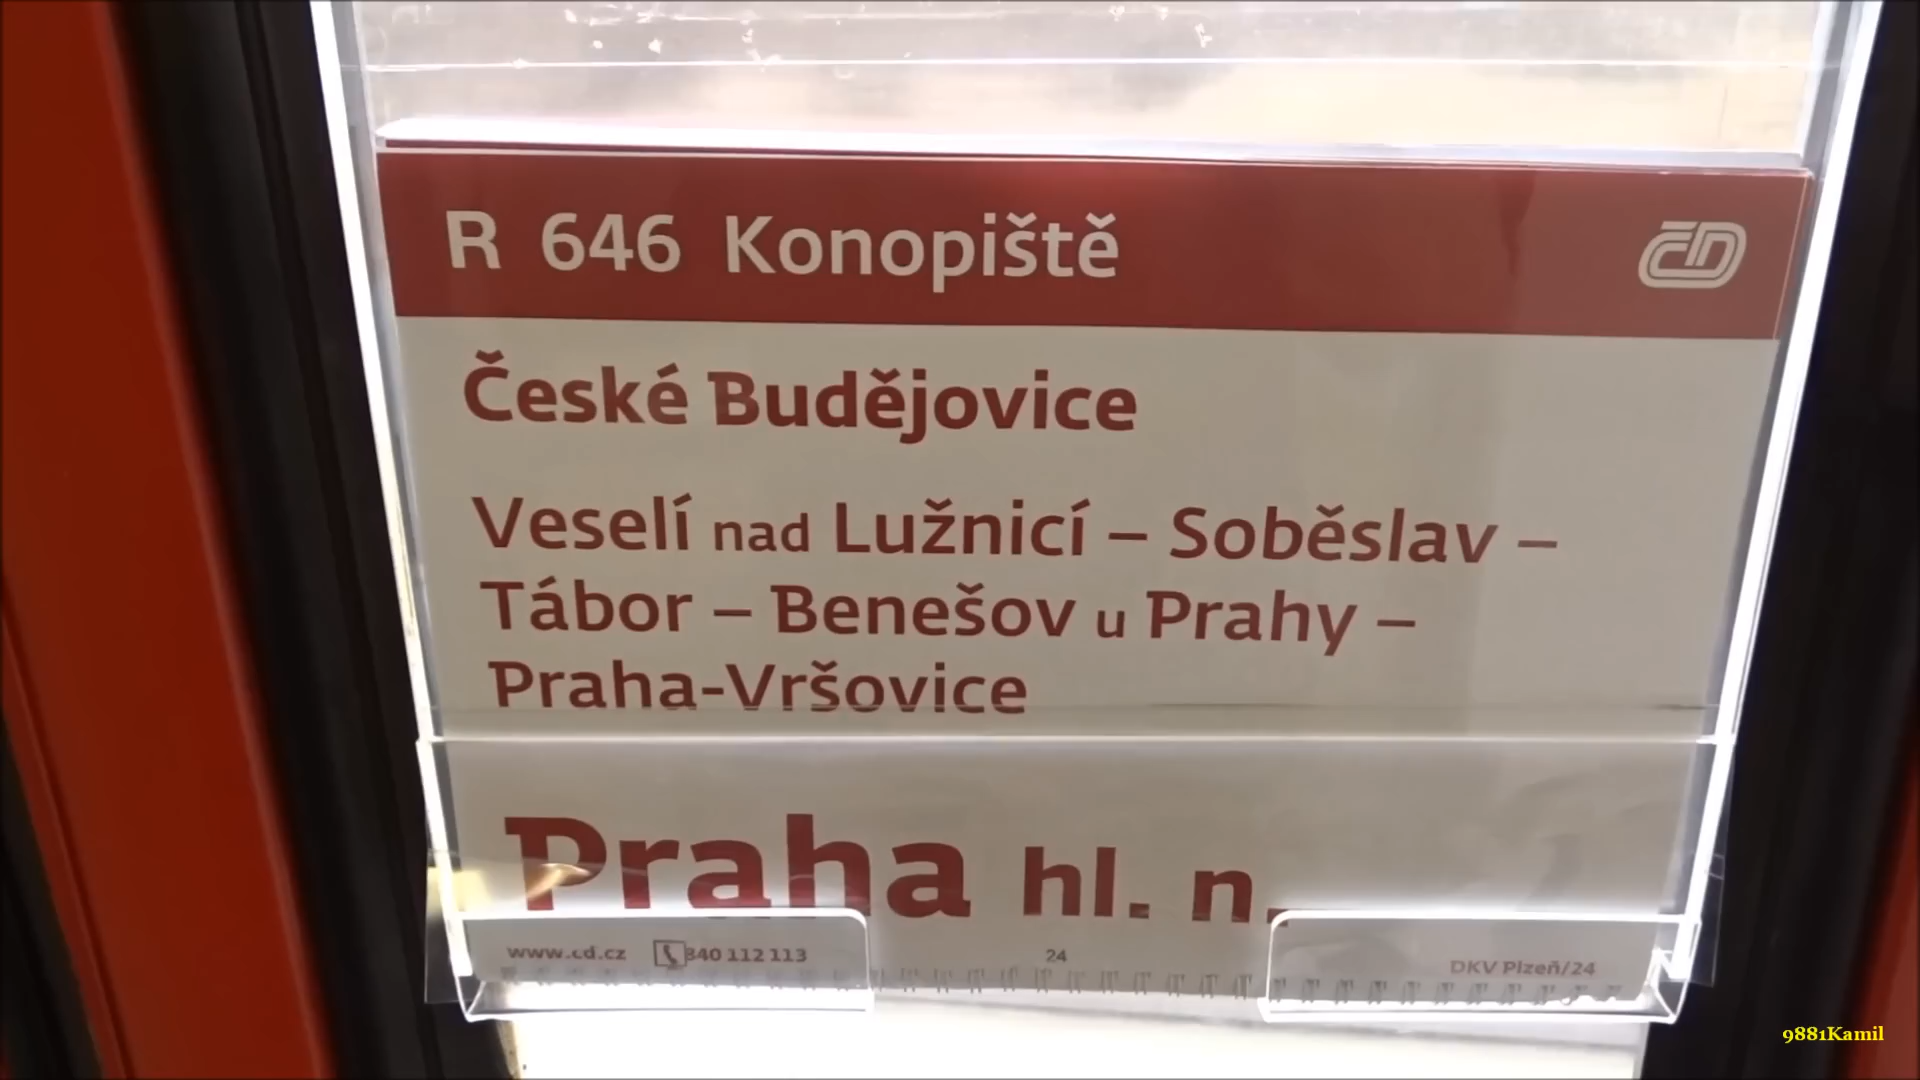 R 646 Konopiště ČD
České Budějovice
Veselí nad Lužnicí – Soběslav –
Tábor – Benešov u Prahy –
Praha-Vršovice
Praha hl. n.
www.cd.cz 840 112 113 24 DKV Plzeň/24
9881Kamil